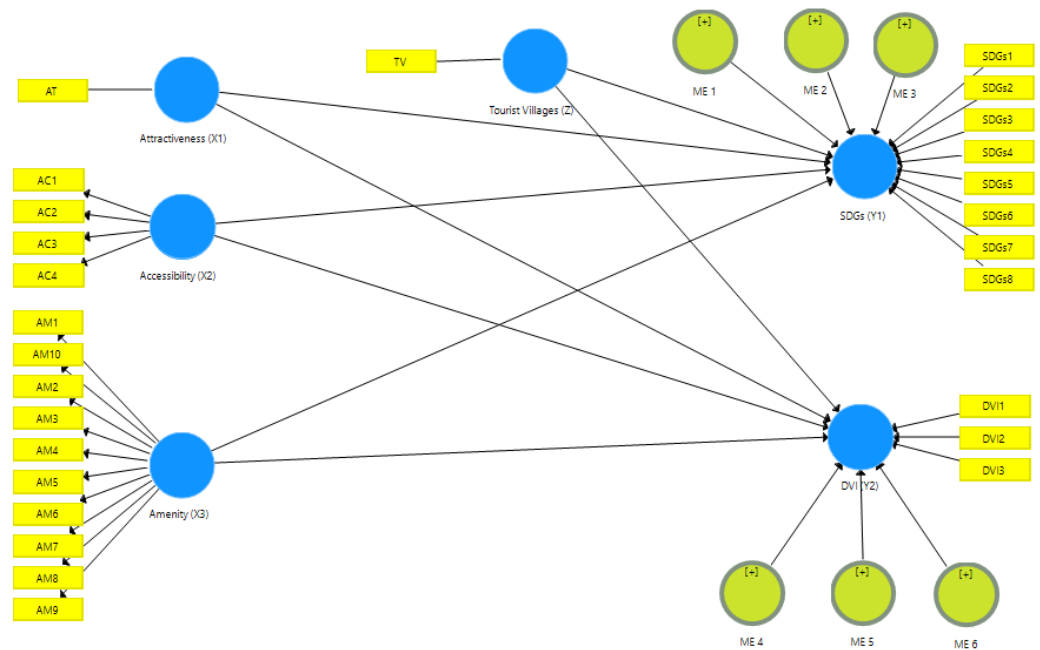 AT
Attractiveness (X1)
AC1
AC2
AC3
AC4
Accessibility (X2)
AM1
AM10
AM2
AM3
AM4
AM5
AM6
AM7
AM8
AM9
Amenity (X3)
TV
Tourist Villages (Z)
[+]
ME 1
[+]
ME 2
[+]
ME 3
SDGs1
SDGs2
SDGs3
SDGs4
SDGs5
SDGs6
SDGs7
SDGs8
SDGs (Y1)
DVI1
DVI2
DVI3
DVI (Y2)
[+]
ME 4
[+]
ME 5
[+]
ME 6